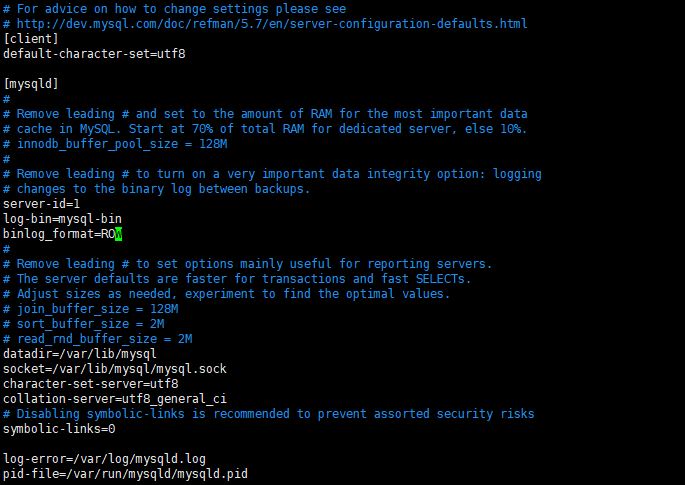 # For advice on how to change settings please see
# http://dev.mysql.com/doc/refman/5.7/en/server-configuration-defaults.html
[client]
default-character-set=utf8
[mysqld]
#
# Remove leading # and set to the amount of RAM for the most important data
# cache in MySQL. Start at 70% of total RAM for dedicated server, else 10%.
# innodb_buffer_pool_size = 128M
#
# Remove leading # to turn on a very important data integrity option: logging
# changes to the binary log between backups.
server-id=1
log-bin=mysql-bin
binlog_format=ROW
#
# Remove leading # to set options mainly useful for reporting servers.
# The server defaults are faster for transactions and fast SELECTs.
# Adjust sizes as needed, experiment to find the optimal values.
# join_buffer_size = 128M
# sort_buffer_size = 2M
# read_rnd_buffer_size = 2M
datadir=/var/lib/mysql
socket=/var/lib/mysql/mysql.sock
character-set-server=utf8
collation-server=utf8_general_ci
# Disabling symbolic-links is recommended to prevent assorted security risks
symbolic-links=0
log-error=/var/log/mysqld.log
pid-file=/var/run/mysqld/mysqld.pid